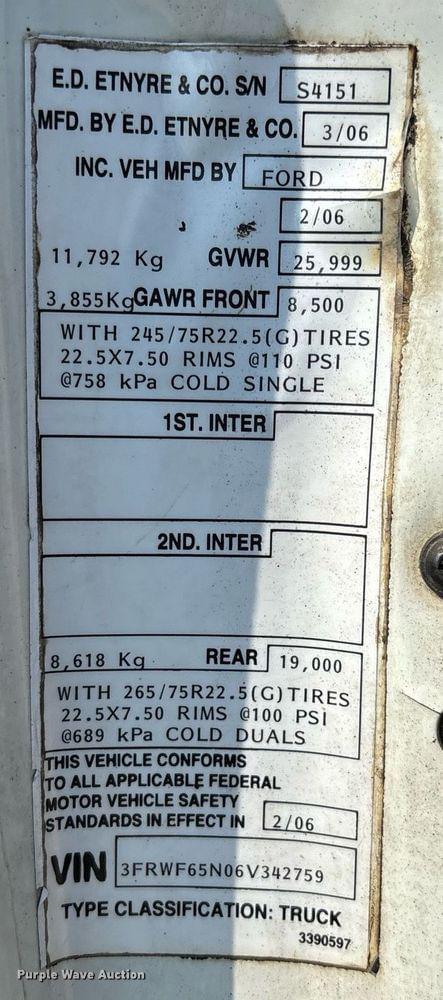 E.D. ETNYRE & CO. S/N S4151
MFD. BY E.D. ETNYRE & CO. 3/06
INC. VEH MFD BY FORD
2/06
11,792 Kg GVWR 25,999
3,855Kg GAWR FRONT 8,500
WITH 245/75R22.5(G)TIRES
22.5X7.50 RIMS @110 PSI
@758 kPa COLD SINGLE
1ST. INTER
2ND. INTER
8,618 Kg REAR 19,000
WITH 265/75R22.5(G)TIRES
22.5X7.50 RIMS @100 PSI
@689 kPa COLD DUALS
THIS VEHICLE CONFORMS
TO ALL APPLICABLE FEDERAL
MOTOR VEHICLE SAFETY
STANDARDS IN EFFECT IN 2/06
VIN 3FRWF65N06V342759
TYPE CLASSIFICATION: TRUCK
3390597
Purple Wave Auction